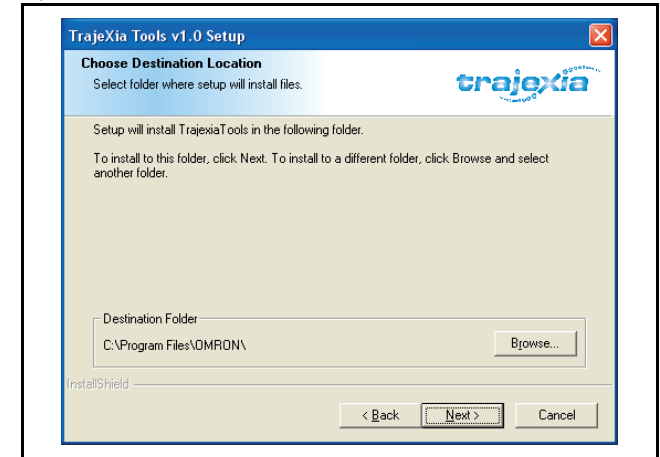 TrajeXia Tools v1.0 Setup
Choose Destination Location
Select folder where setup will install files.
trajexia
Setup will install TrajexiaTools in the following folder.
To install to this folder, click Next. To install to a different folder, click Browse and select
another folder.
Destination Folder
C:\Program Files\OMRON\
Browse...
InstallShield
< Back
Next >
Cancel